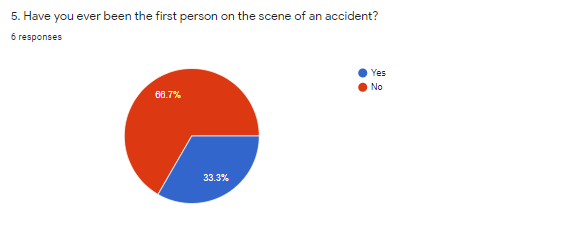 5. Have you ever been the first person on the scene of an accident?
6 responses
Yes
No
66.7%
33.3%